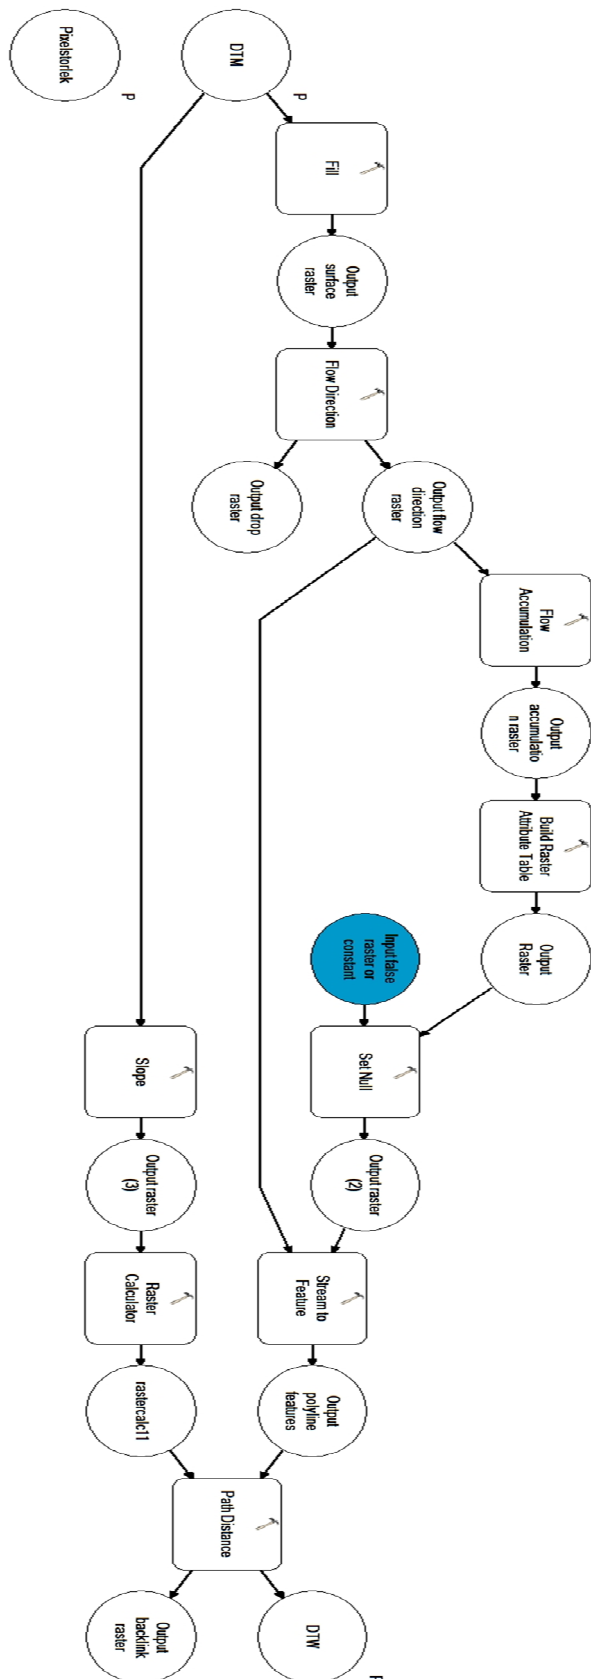 Pixelstorlek
P
DTM
P
Fill
Output
surface
raster
Flow Direction
Output drop
raster
Output flow
direction
raster
Flow
Accumulation
Output
accumulatio
n raster
Build Raster
Attribute Table
Output
Raster
Input false
raster or
constant
Set Null
Output raster
(2)
Stream to
Feature
Output
polyline
features
Slope
Output raster
(3)
Raster
Calculator
rastercalc11
Path Distance
DTW
P
Output
backlink
raster